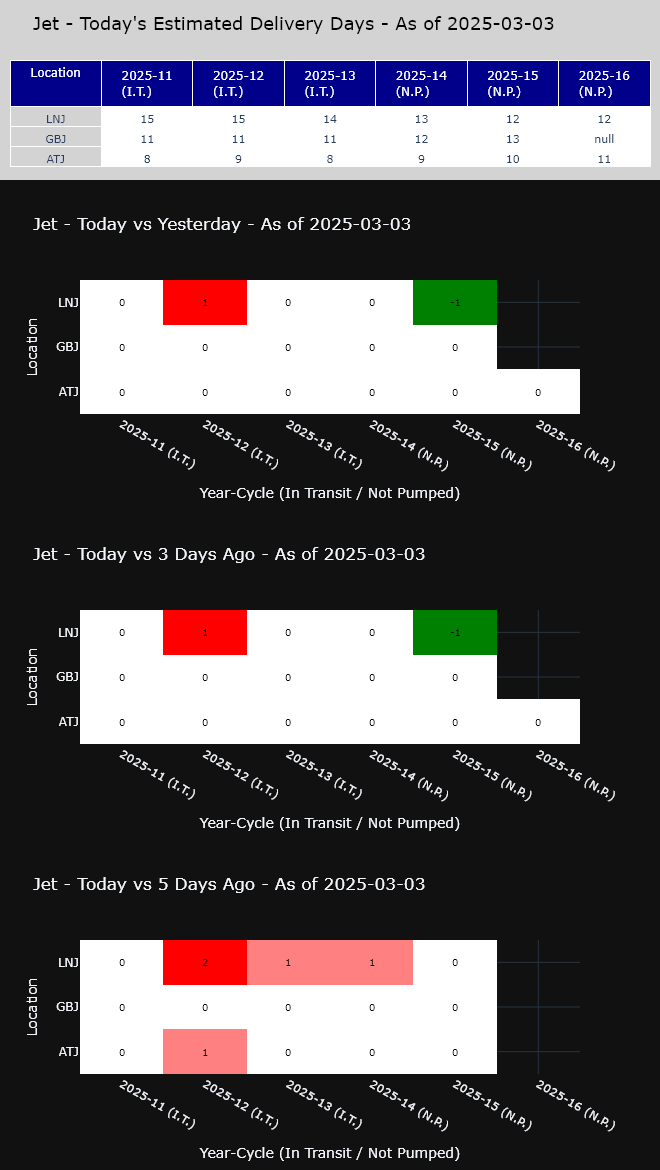 Jet - Today's Estimated Delivery Days - As of 2025-03-03
Location 2025-11 (I.T.) 2025-12 (I.T.) 2025-13 (I.T.) 2025-14 (N.P.) 2025-15 (N.P.) 2025-16 (N.P.)
LNJ 15 15 14 13 12 12
GBJ 11 11 11 12 13 null
ATJ 8 9 8 9 10 11
Jet - Today vs Yesterday - As of 2025-03-03
Location
LNJ 0 1 0 0 -1
GBJ 0 0 0 0 0
ATJ 0 0 0 0 0 0
2025-11 (I.T.) 2025-12 (I.T.) 2025-13 (I.T.) 2025-14 (N.P.) 2025-15 (N.P.) 2025-16 (N.P.)
Year-Cycle (In Transit / Not Pumped)
Jet - Today vs 3 Days Ago - As of 2025-03-03
Location
LNJ 0 1 0 0 -1
GBJ 0 0 0 0 0
ATJ 0 0 0 0 0 0
2025-11 (I.T.) 2025-12 (I.T.) 2025-13 (I.T.) 2025-14 (N.P.) 2025-15 (N.P.) 2025-16 (N.P.)
Year-Cycle (In Transit / Not Pumped)
Jet - Today vs 5 Days Ago - As of 2025-03-03
Location
LNJ 0 2 1 1 0
GBJ 0 0 0 0 0
ATJ 0 1 0 0 0
2025-11 (I.T.) 2025-12 (I.T.) 2025-13 (I.T.) 2025-14 (N.P.) 2025-15 (N.P.) 2025-16 (N.P.)
Year-Cycle (In Transit / Not Pumped)